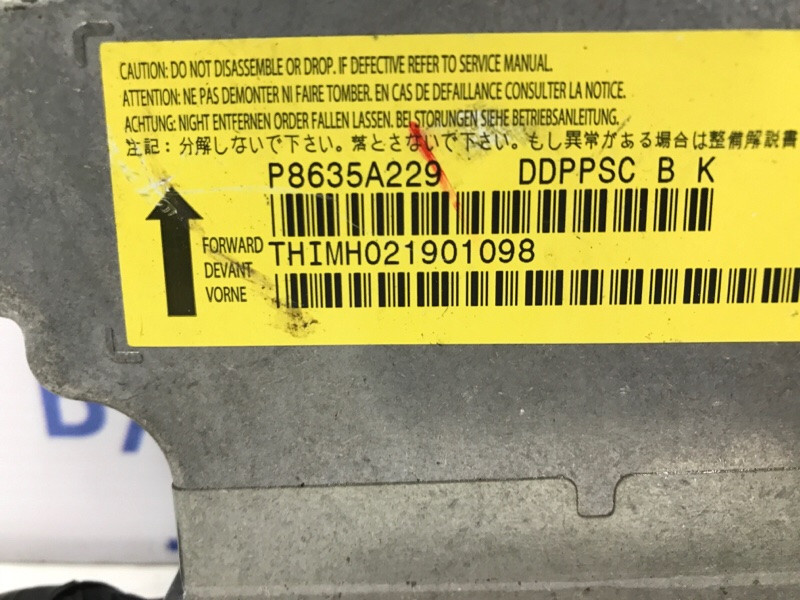 CAUTION: DO NOT DISASSEMBLE OR DROP. IF DEFECTIVE REFER TO SERVICE MANUAL.
ATTENTION: NE PAS DEMONTER NI FAIRE TOMBER. EN CAS DE DEFAILLANCE CONSULTER LA NOTICE.
ACHTUNG: NIGHT ENTFERNEN ORDER FALLEN LASSEN. BEI STORUNGEN SIEHE BETRIEBSANLEITUNG.
注記: 分解しないで下さい。落とさないで下さい。もし異常がある場合は整備解説書
P8635A229 DDPPSC B K
FORWARD THIMH021901098
DEVANT
VORNE